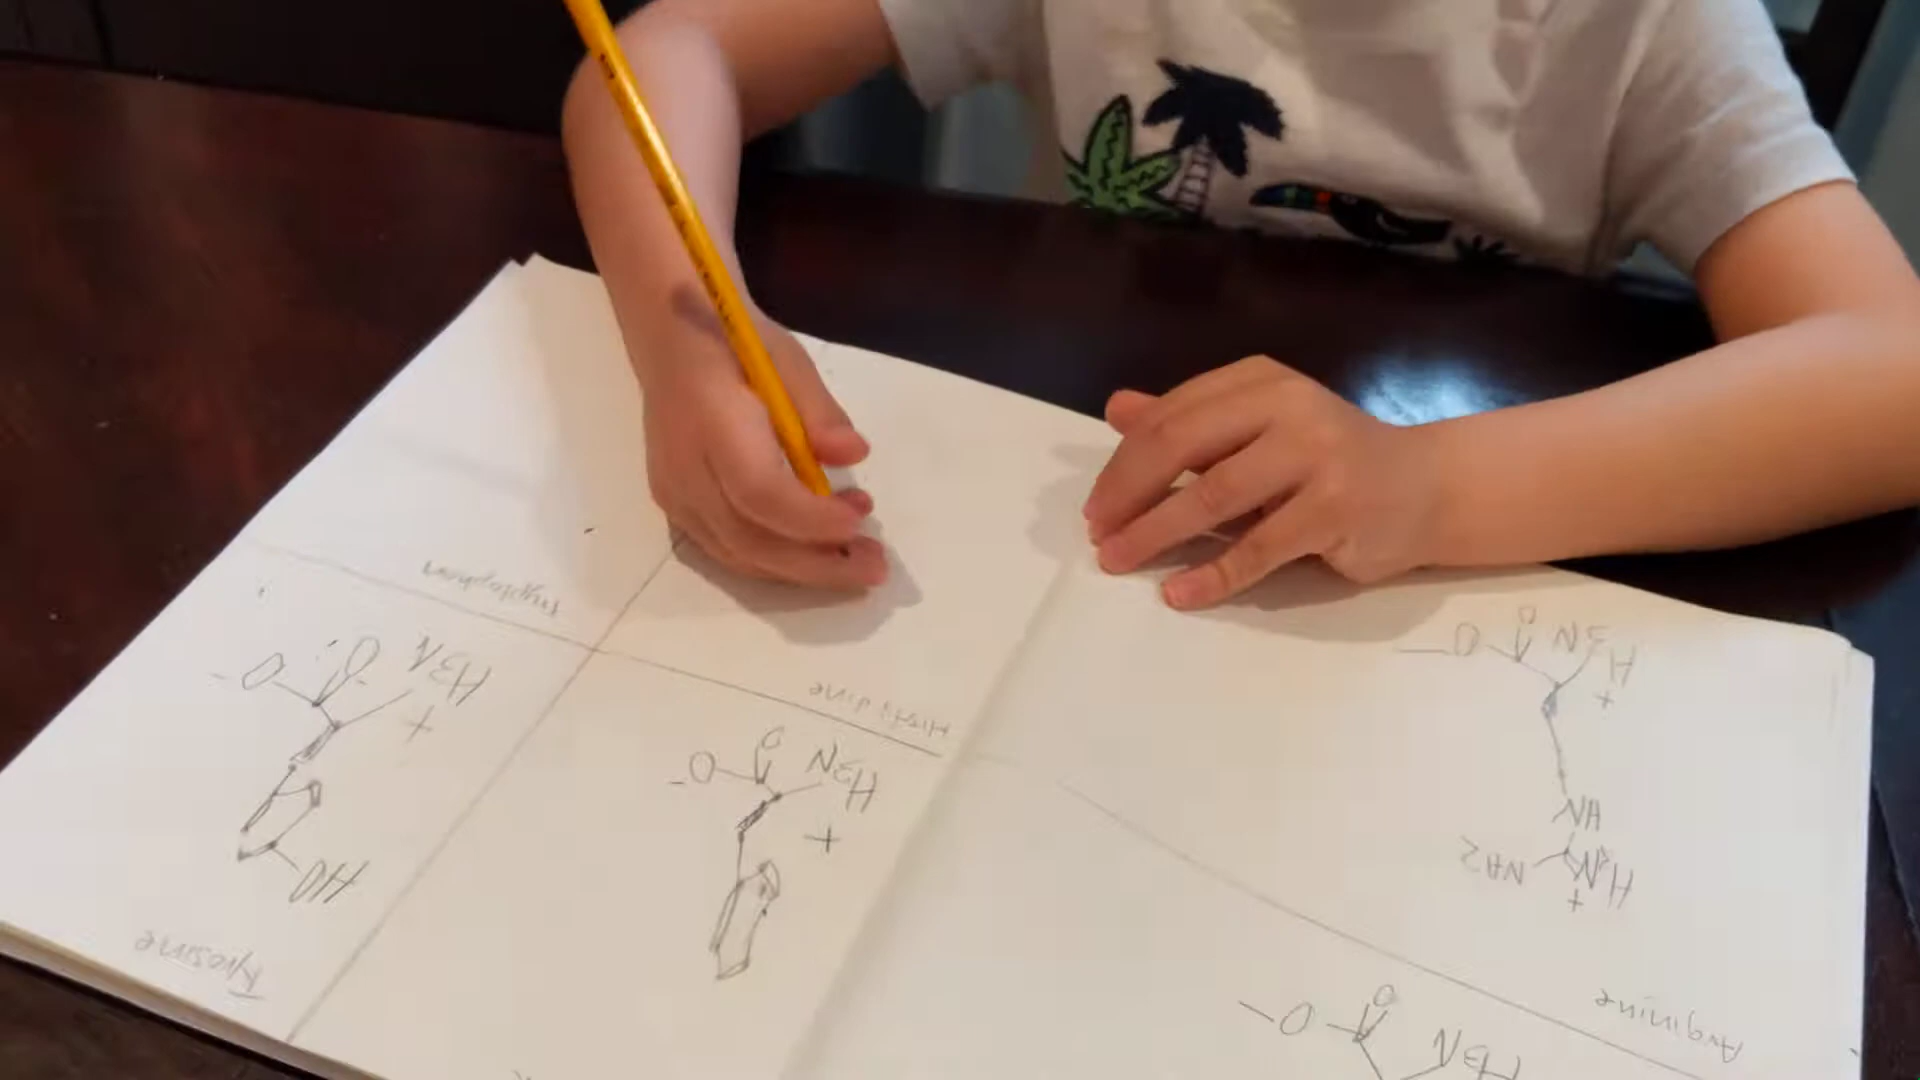 Tryptophan
Histidine
O
H3N
+
O
-
HO
Tyrosine
O
H3N
O
-
+
O
H3N
O
-
+
HN
NH2
H2N
+
Arginine
O
O
-
H3N